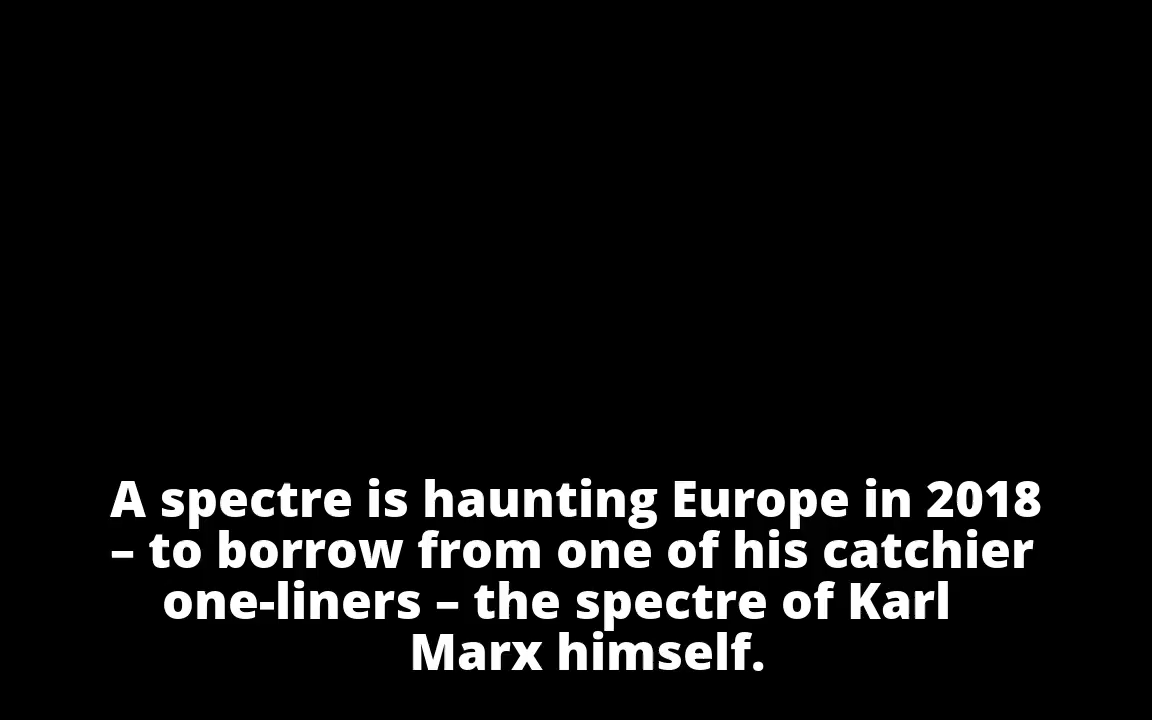 A spectre is haunting Europe in 2018
– to borrow from one of his catchier
one-liners – the spectre of Karl
Marx himself.